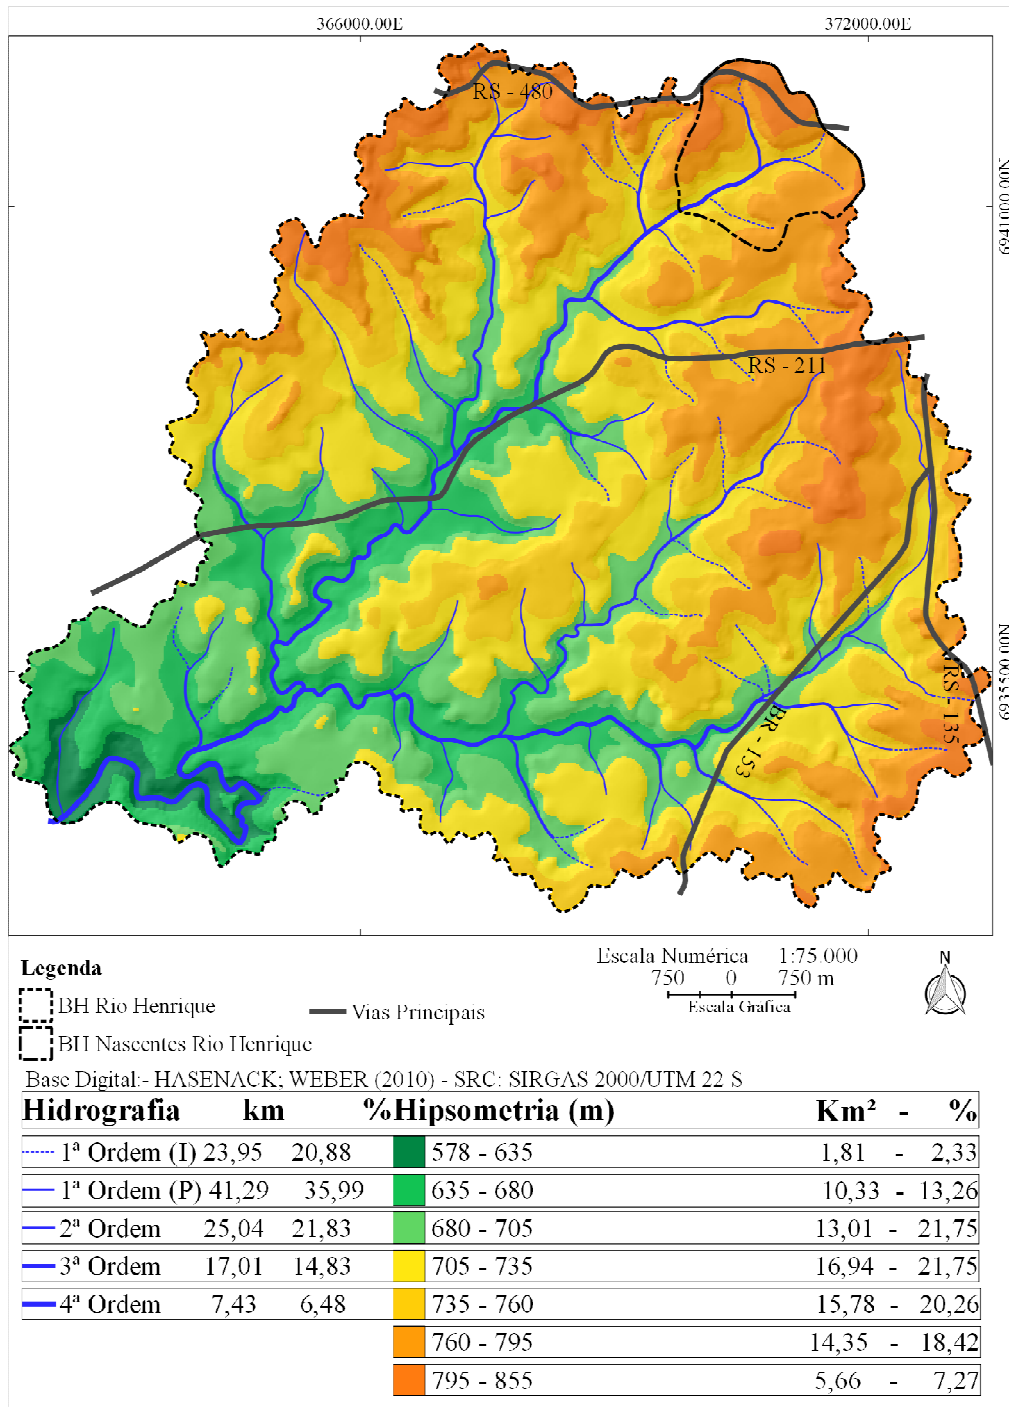 366000.00E 372000.00E
RS - 480
6941000.00N
RS - 211
6935500.00N
RS - 135
BR - 153
Legenda
BH Rio Henrique
Vias Principais
BH Nascentes Rio Henrique
Escala Numérica 1:75.000
750 0 750 m
Escala Grafica
N
Base Digital:- HASENACK; WEBER (2010) - SRC: SIRGAS 2000/UTM 22 S
Hidrografia km % Hipsometria (m) Km² - %
1ª Ordem (I) 23,95 20,88 578 - 635 1,81 - 2,33
1ª Ordem (P) 41,29 35,99 635 - 680 10,33 - 13,26
2ª Ordem 25,04 21,83 680 - 705 13,01 - 21,75
3ª Ordem 17,01 14,83 705 - 735 16,94 - 21,75
4ª Ordem 7,43 6,48 735 - 760 15,78 - 20,26
760 - 795 14,35 - 18,42
795 - 855 5,66 - 7,27